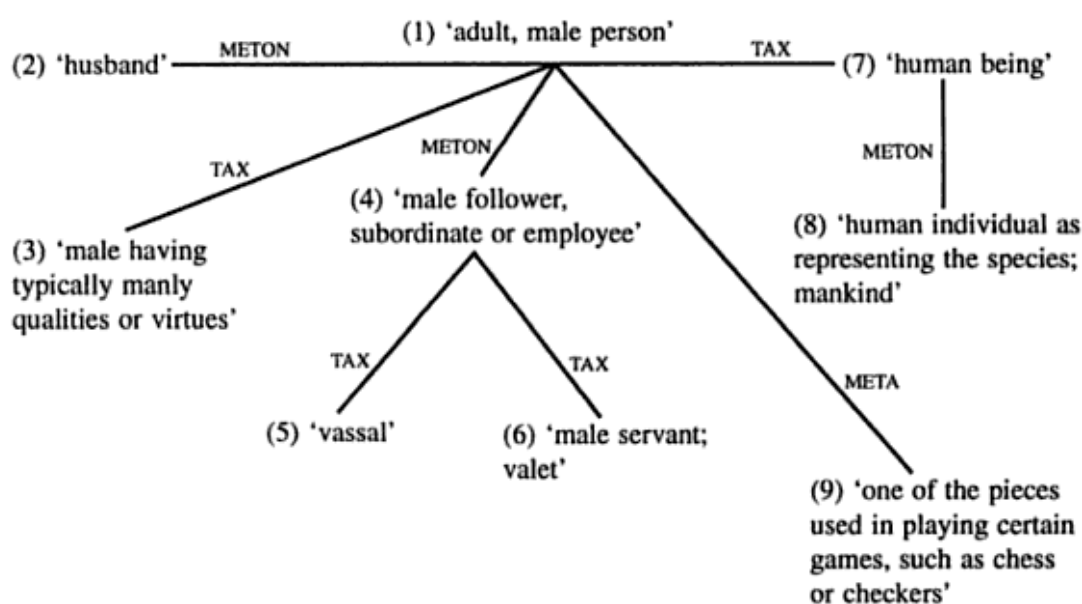 (1) ‘adult, male person’
(2) ‘husband’
METON
TAX
(7) ‘human being’
TAX
METON
METON
(4) ‘male follower,
subordinate or employee’
(3) ‘male having
typically manly
qualities or virtues’
(8) ‘human individual as
representing the species;
mankind’
TAX
TAX
META
(5) ‘vassal’
(6) ‘male servant;
valet’
(9) ‘one of the pieces
used in playing certain
games, such as chess
or checkers’